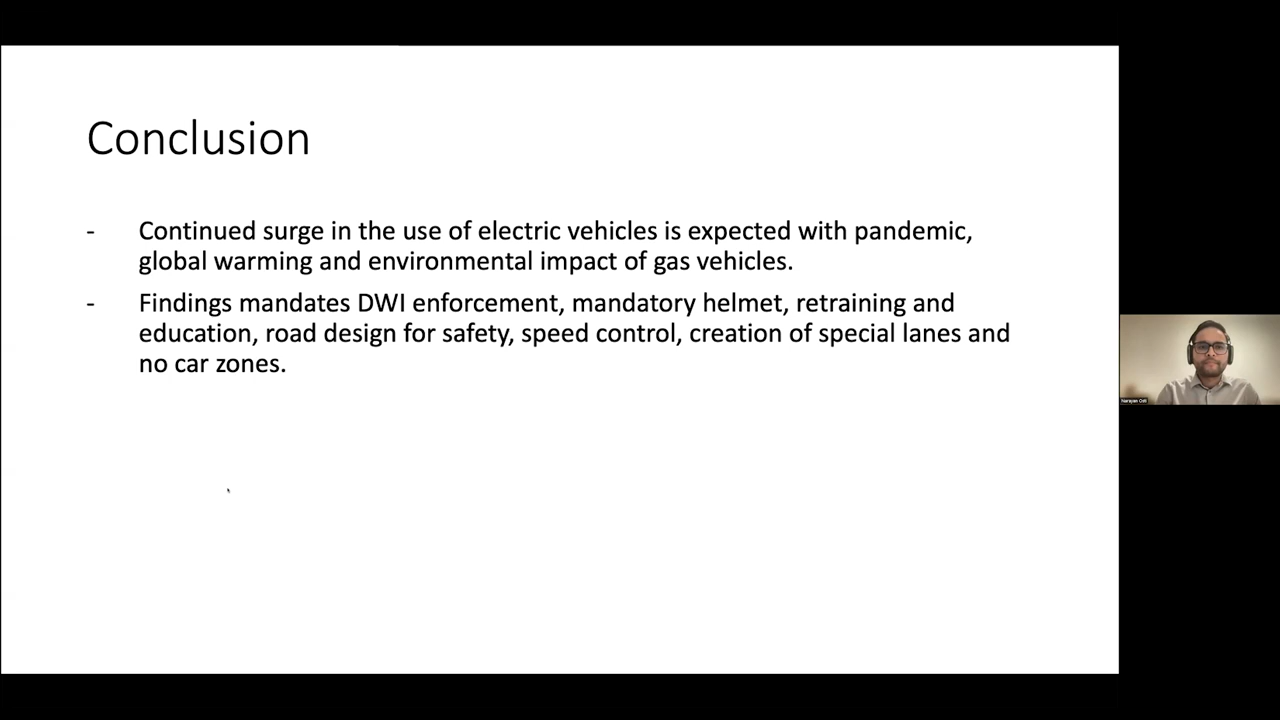 Conclusion
- Continued surge in the use of electric vehicles is expected with pandemic,
global warming and environmental impact of gas vehicles.
- Findings mandates DWI enforcement, mandatory helmet, retraining and
education, road design for safety, speed control, creation of special lanes and
no car zones.
Narayan